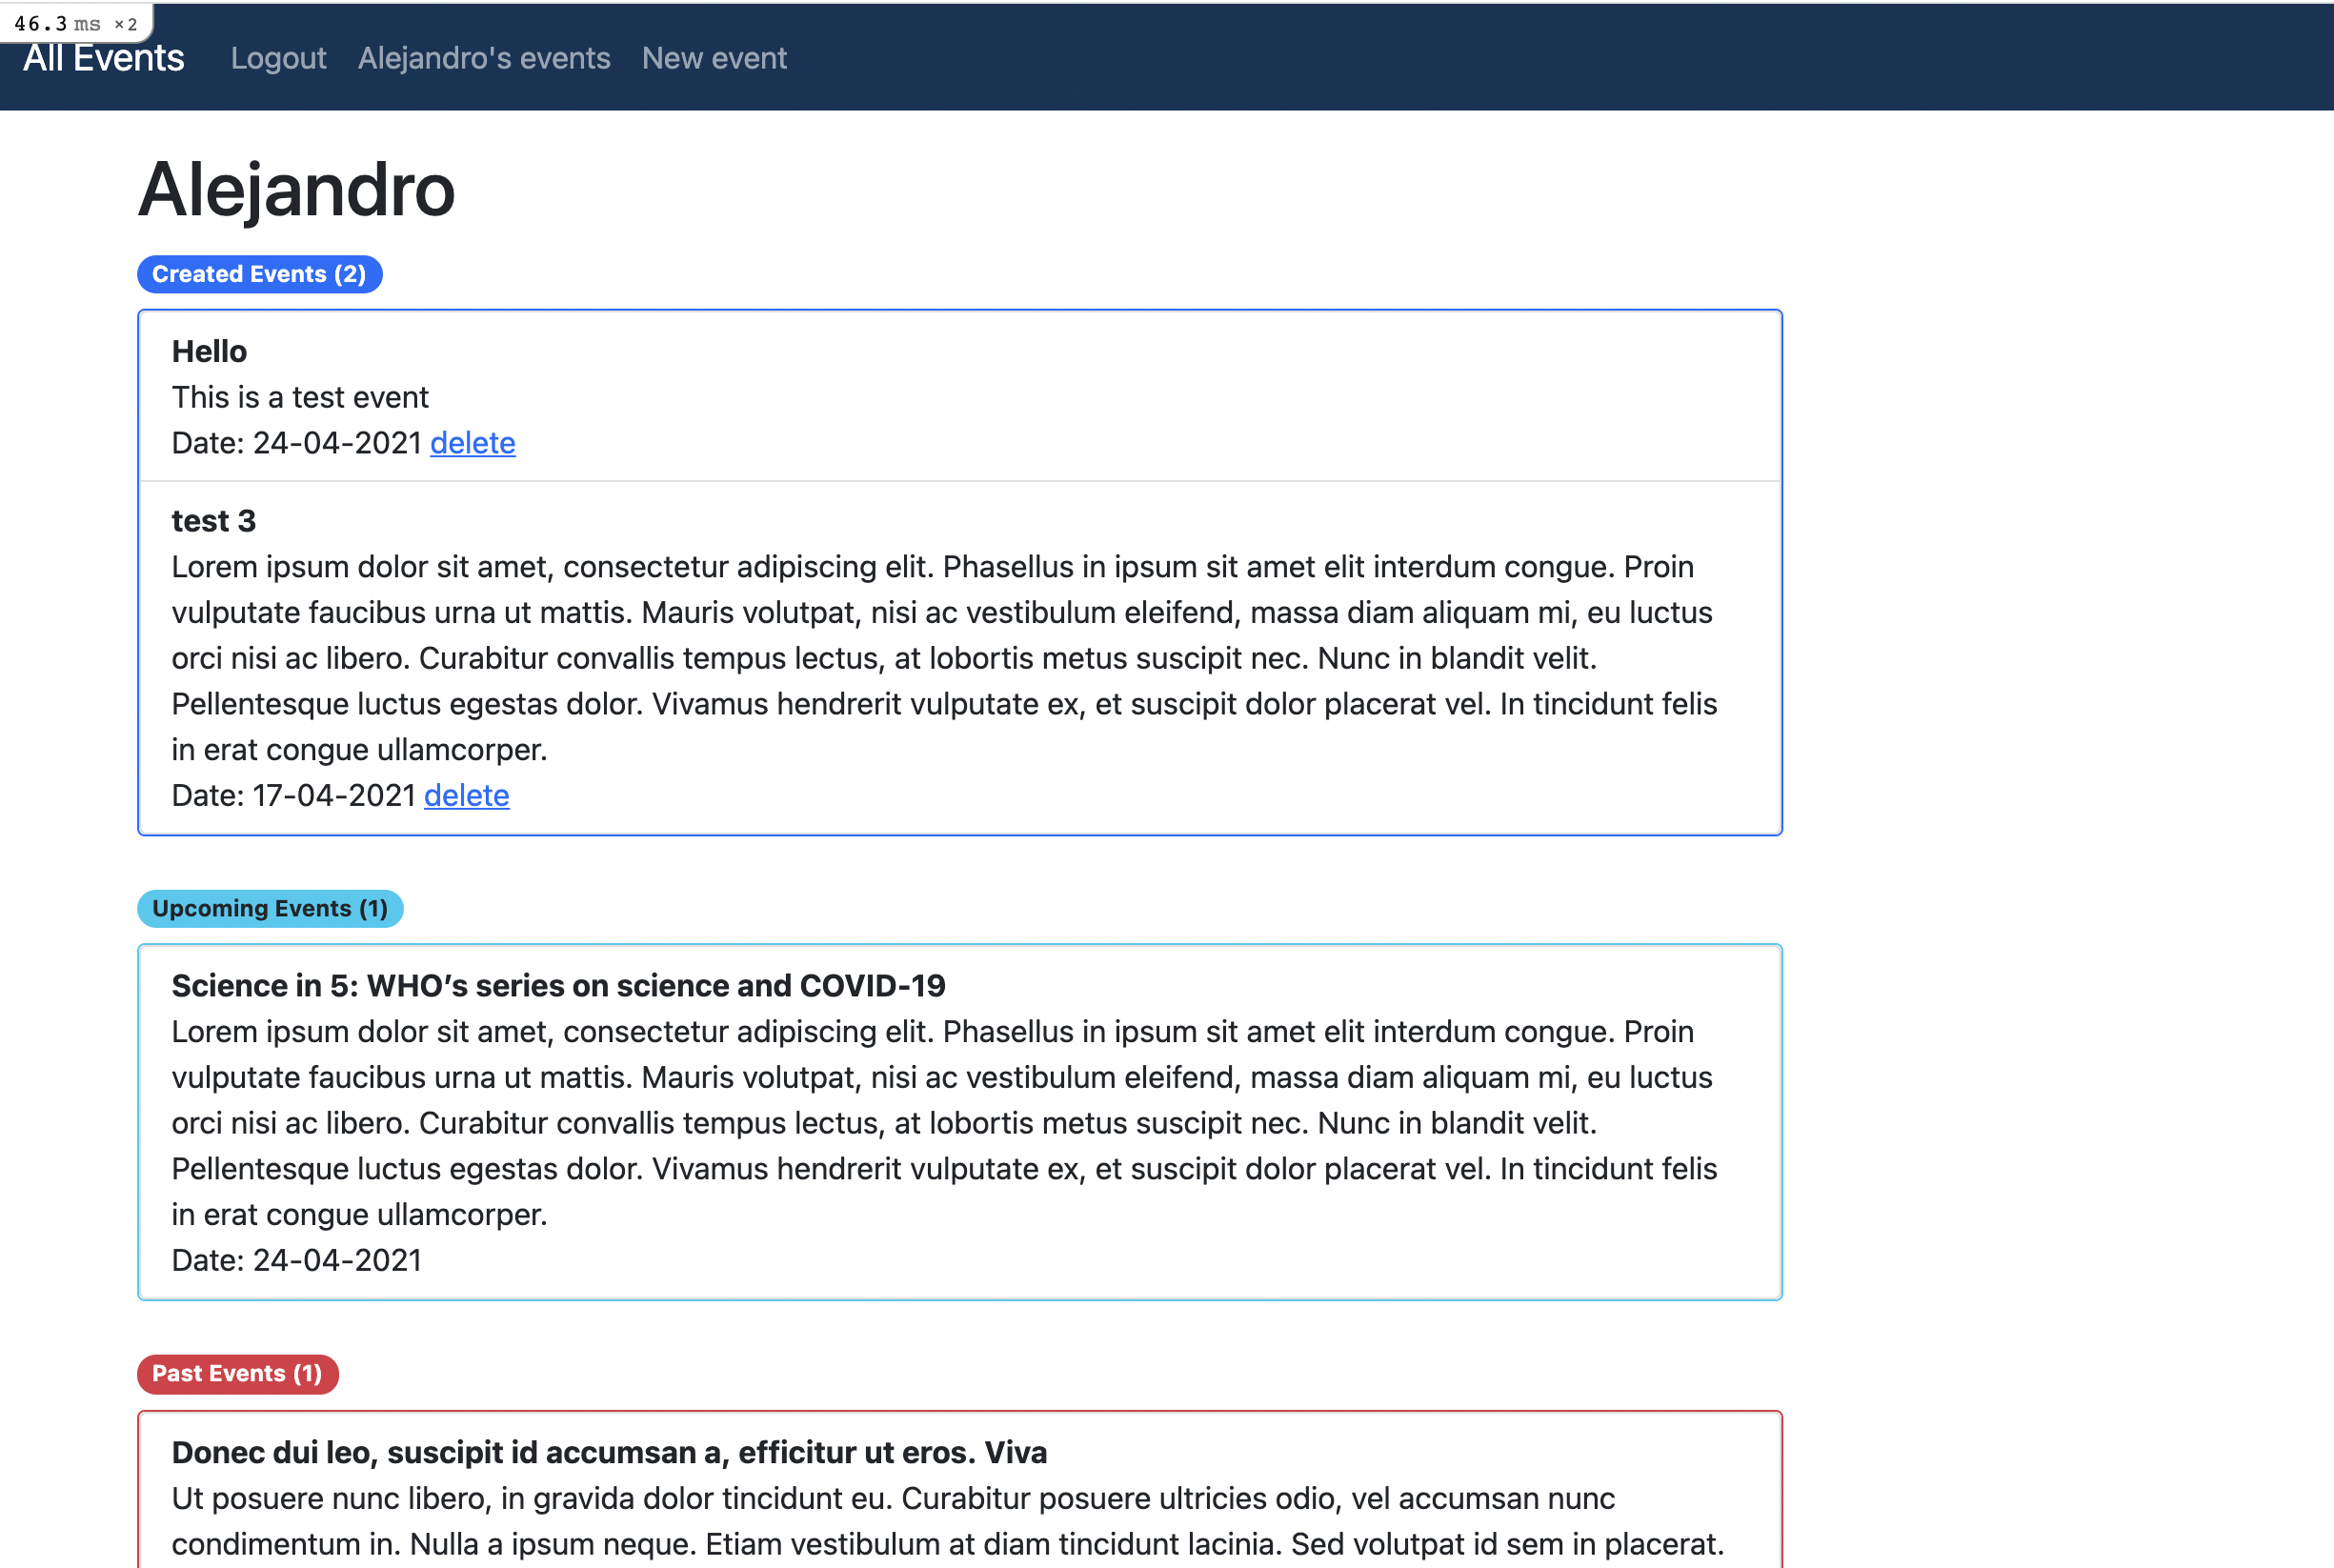 46.3 ms ×2
All Events Logout Alejandro's events New event
Alejandro
Created Events (2)
Hello
This is a test event
Date: 24-04-2021 delete
test 3
Lorem ipsum dolor sit amet, consectetur adipiscing elit. Phasellus in ipsum sit amet elit interdum congue. Proin
vulputate faucibus urna ut mattis. Mauris volutpat, nisi ac vestibulum eleifend, massa diam aliquam mi, eu luctus
orci nisi ac libero. Curabitur convallis tempus lectus, at lobortis metus suscipit nec. Nunc in blandit velit.
Pellentesque luctus egestas dolor. Vivamus hendrerit vulputate ex, et suscipit dolor placerat vel. In tincidunt felis
in erat congue ullamcorper.
Date: 17-04-2021 delete
Upcoming Events (1)
Science in 5: WHO’s series on science and COVID-19
Lorem ipsum dolor sit amet, consectetur adipiscing elit. Phasellus in ipsum sit amet elit interdum congue. Proin
vulputate faucibus urna ut mattis. Mauris volutpat, nisi ac vestibulum eleifend, massa diam aliquam mi, eu luctus
orci nisi ac libero. Curabitur convallis tempus lectus, at lobortis metus suscipit nec. Nunc in blandit velit.
Pellentesque luctus egestas dolor. Vivamus hendrerit vulputate ex, et suscipit dolor placerat vel. In tincidunt felis
in erat congue ullamcorper.
Date: 24-04-2021
Past Events (1)
Donec dui leo, suscipit id accumsan a, efficitur ut eros. Viva
Ut posuere nunc libero, in gravida dolor tincidunt eu. Curabitur posuere ultricies odio, vel accumsan nunc
condimentum in. Nulla a ipsum neque. Etiam vestibulum at diam tincidunt lacinia. Sed volutpat id sem in placerat.